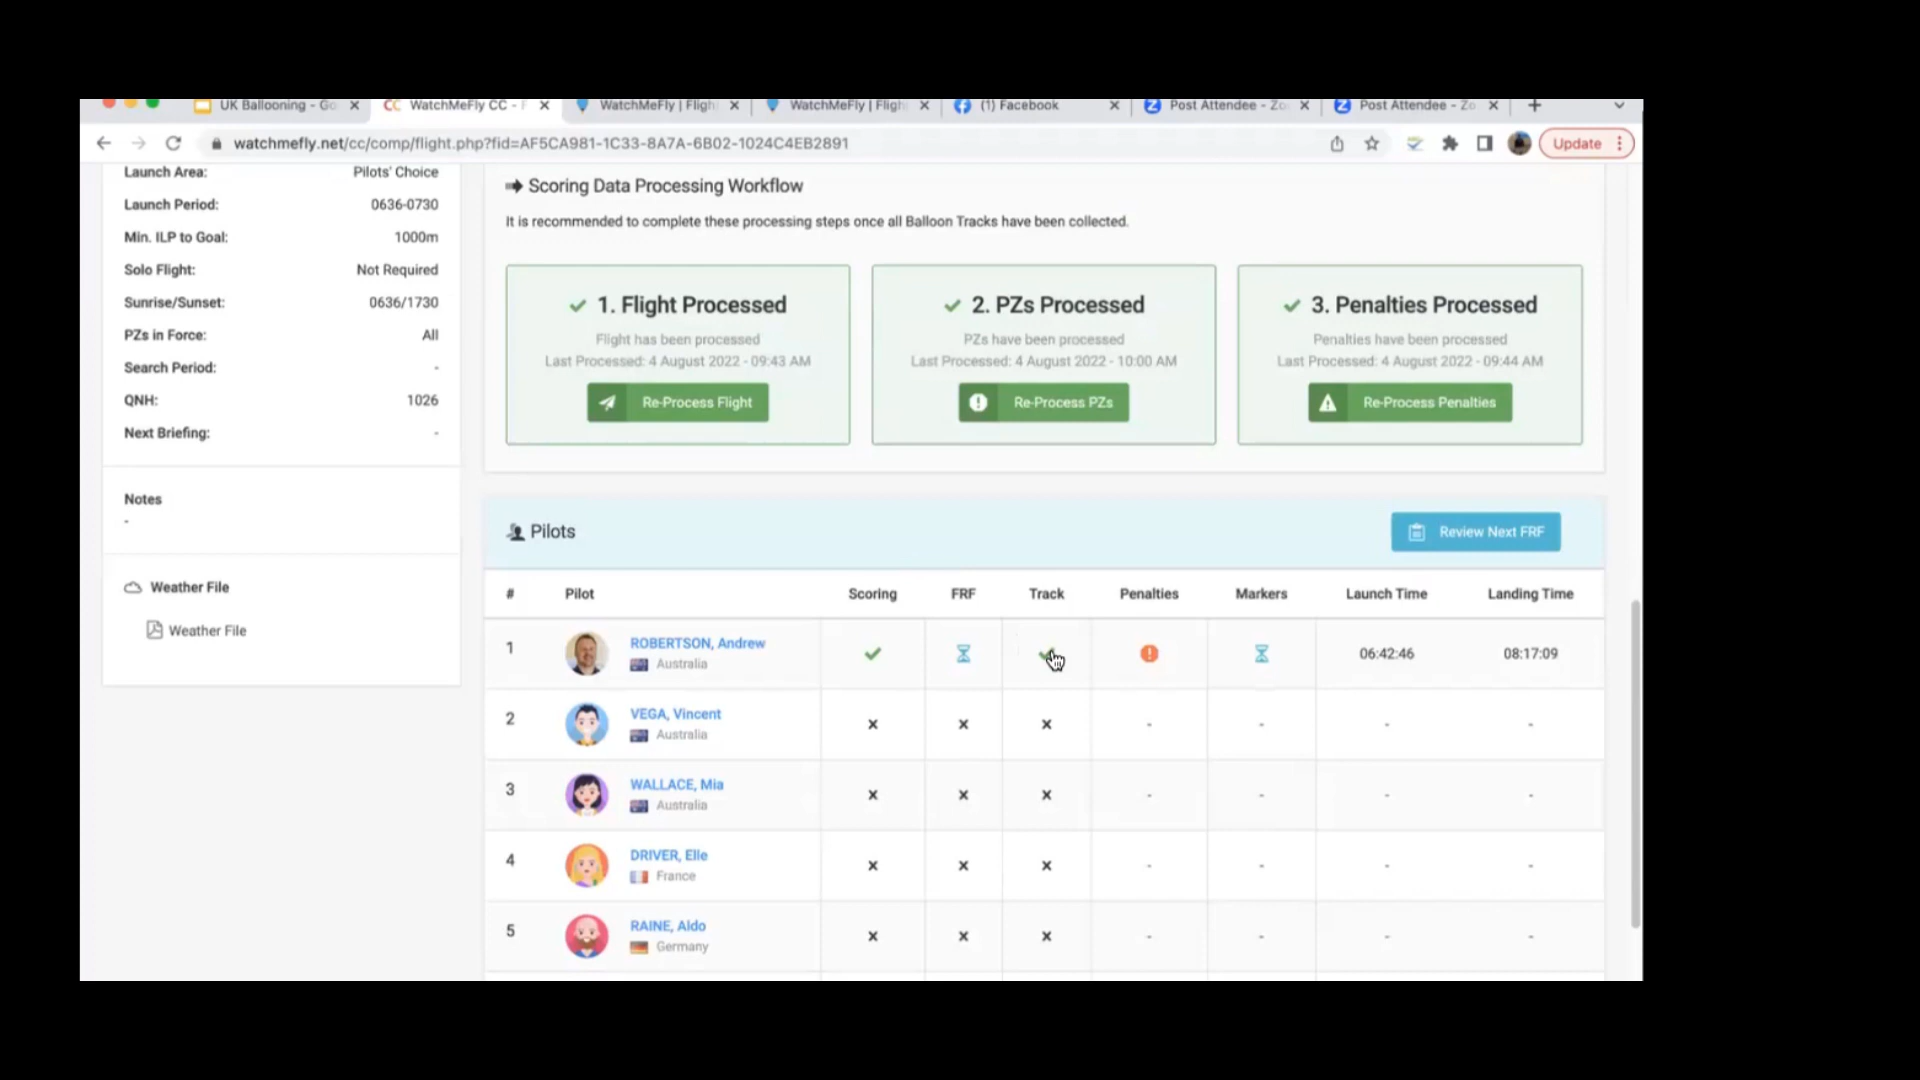 UK Ballooning - Go
WatchMeFly CC - F
WatchMeFly | Fligh
WatchMeFly | Fligh
(1) Facebook
Post Attendee - Zo
Post Attendee - Zo
watchmefly.net/cc/comp/flight.php?fid=AF5CA981-1C33-8A7A-6B02-1024C4EB2891
Update
Launch Area: Pilots' Choice
Launch Period: 0636-0730
Min. ILP to Goal: 1000m
Solo Flight: Not Required
Sunrise/Sunset: 0636/1730
PZs in Force: All
Search Period: -
QNH: 1026
Next Briefing: -
Notes
-
Weather File
Weather File
Scoring Data Processing Workflow
It is recommended to complete these processing steps once all Balloon Tracks have been collected.
1. Flight Processed
Flight has been processed
Last Processed: 4 August 2022 - 09:43 AM
Re-Process Flight
2. PZs Processed
PZs have been processed
Last Processed: 4 August 2022 - 10:00 AM
Re-Process PZs
3. Penalties Processed
Penalties have been processed
Last Processed: 4 August 2022 - 09:44 AM
Re-Process Penalties
Pilots
Review Next FRF
# Pilot Scoring FRF Track Penalties Markers Launch Time Landing Time
1 ROBERTSON, Andrew 06:42:46 08:17:09
Australia
2 VEGA, Vincent - - - -
Australia
3 WALLACE, Mia - - - -
Australia
4 DRIVER, Elle - - - -
France
5 RAINE, Aldo - - - -
Germany